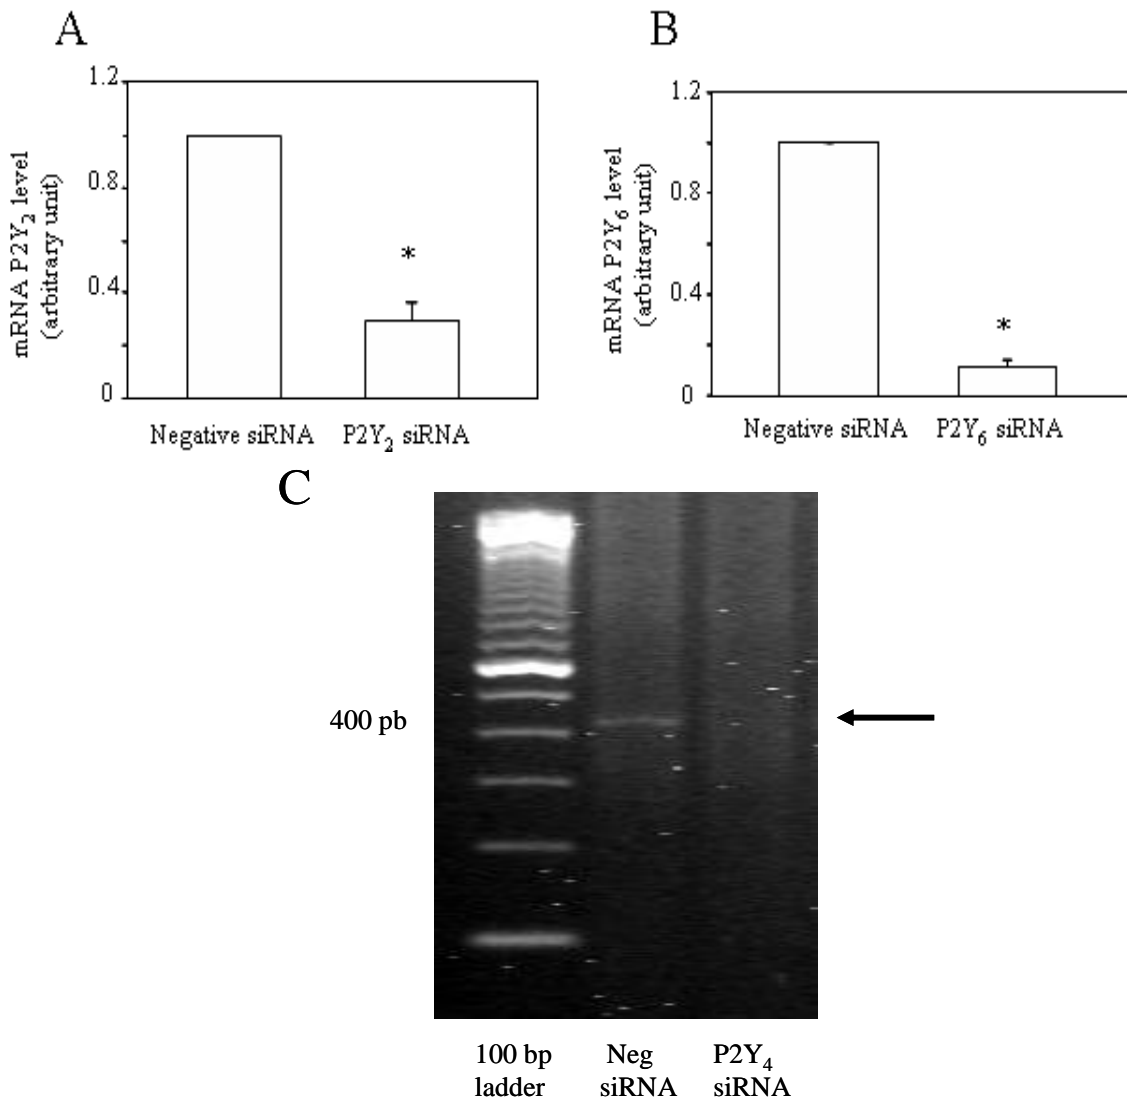 A
1.2
0.8
0.4
0
mRNA P2Y2 level
(arbitrary unit)
*
Negative siRNA
P2Y2 siRNA
B
1.2
0.8
0.4
0
mRNA P2Y6 level
(arbitrary unit)
*
Negative siRNA
P2Y6 siRNA
C
400 pb
100 bp
ladder
Neg
siRNA
P2Y4
siRNA